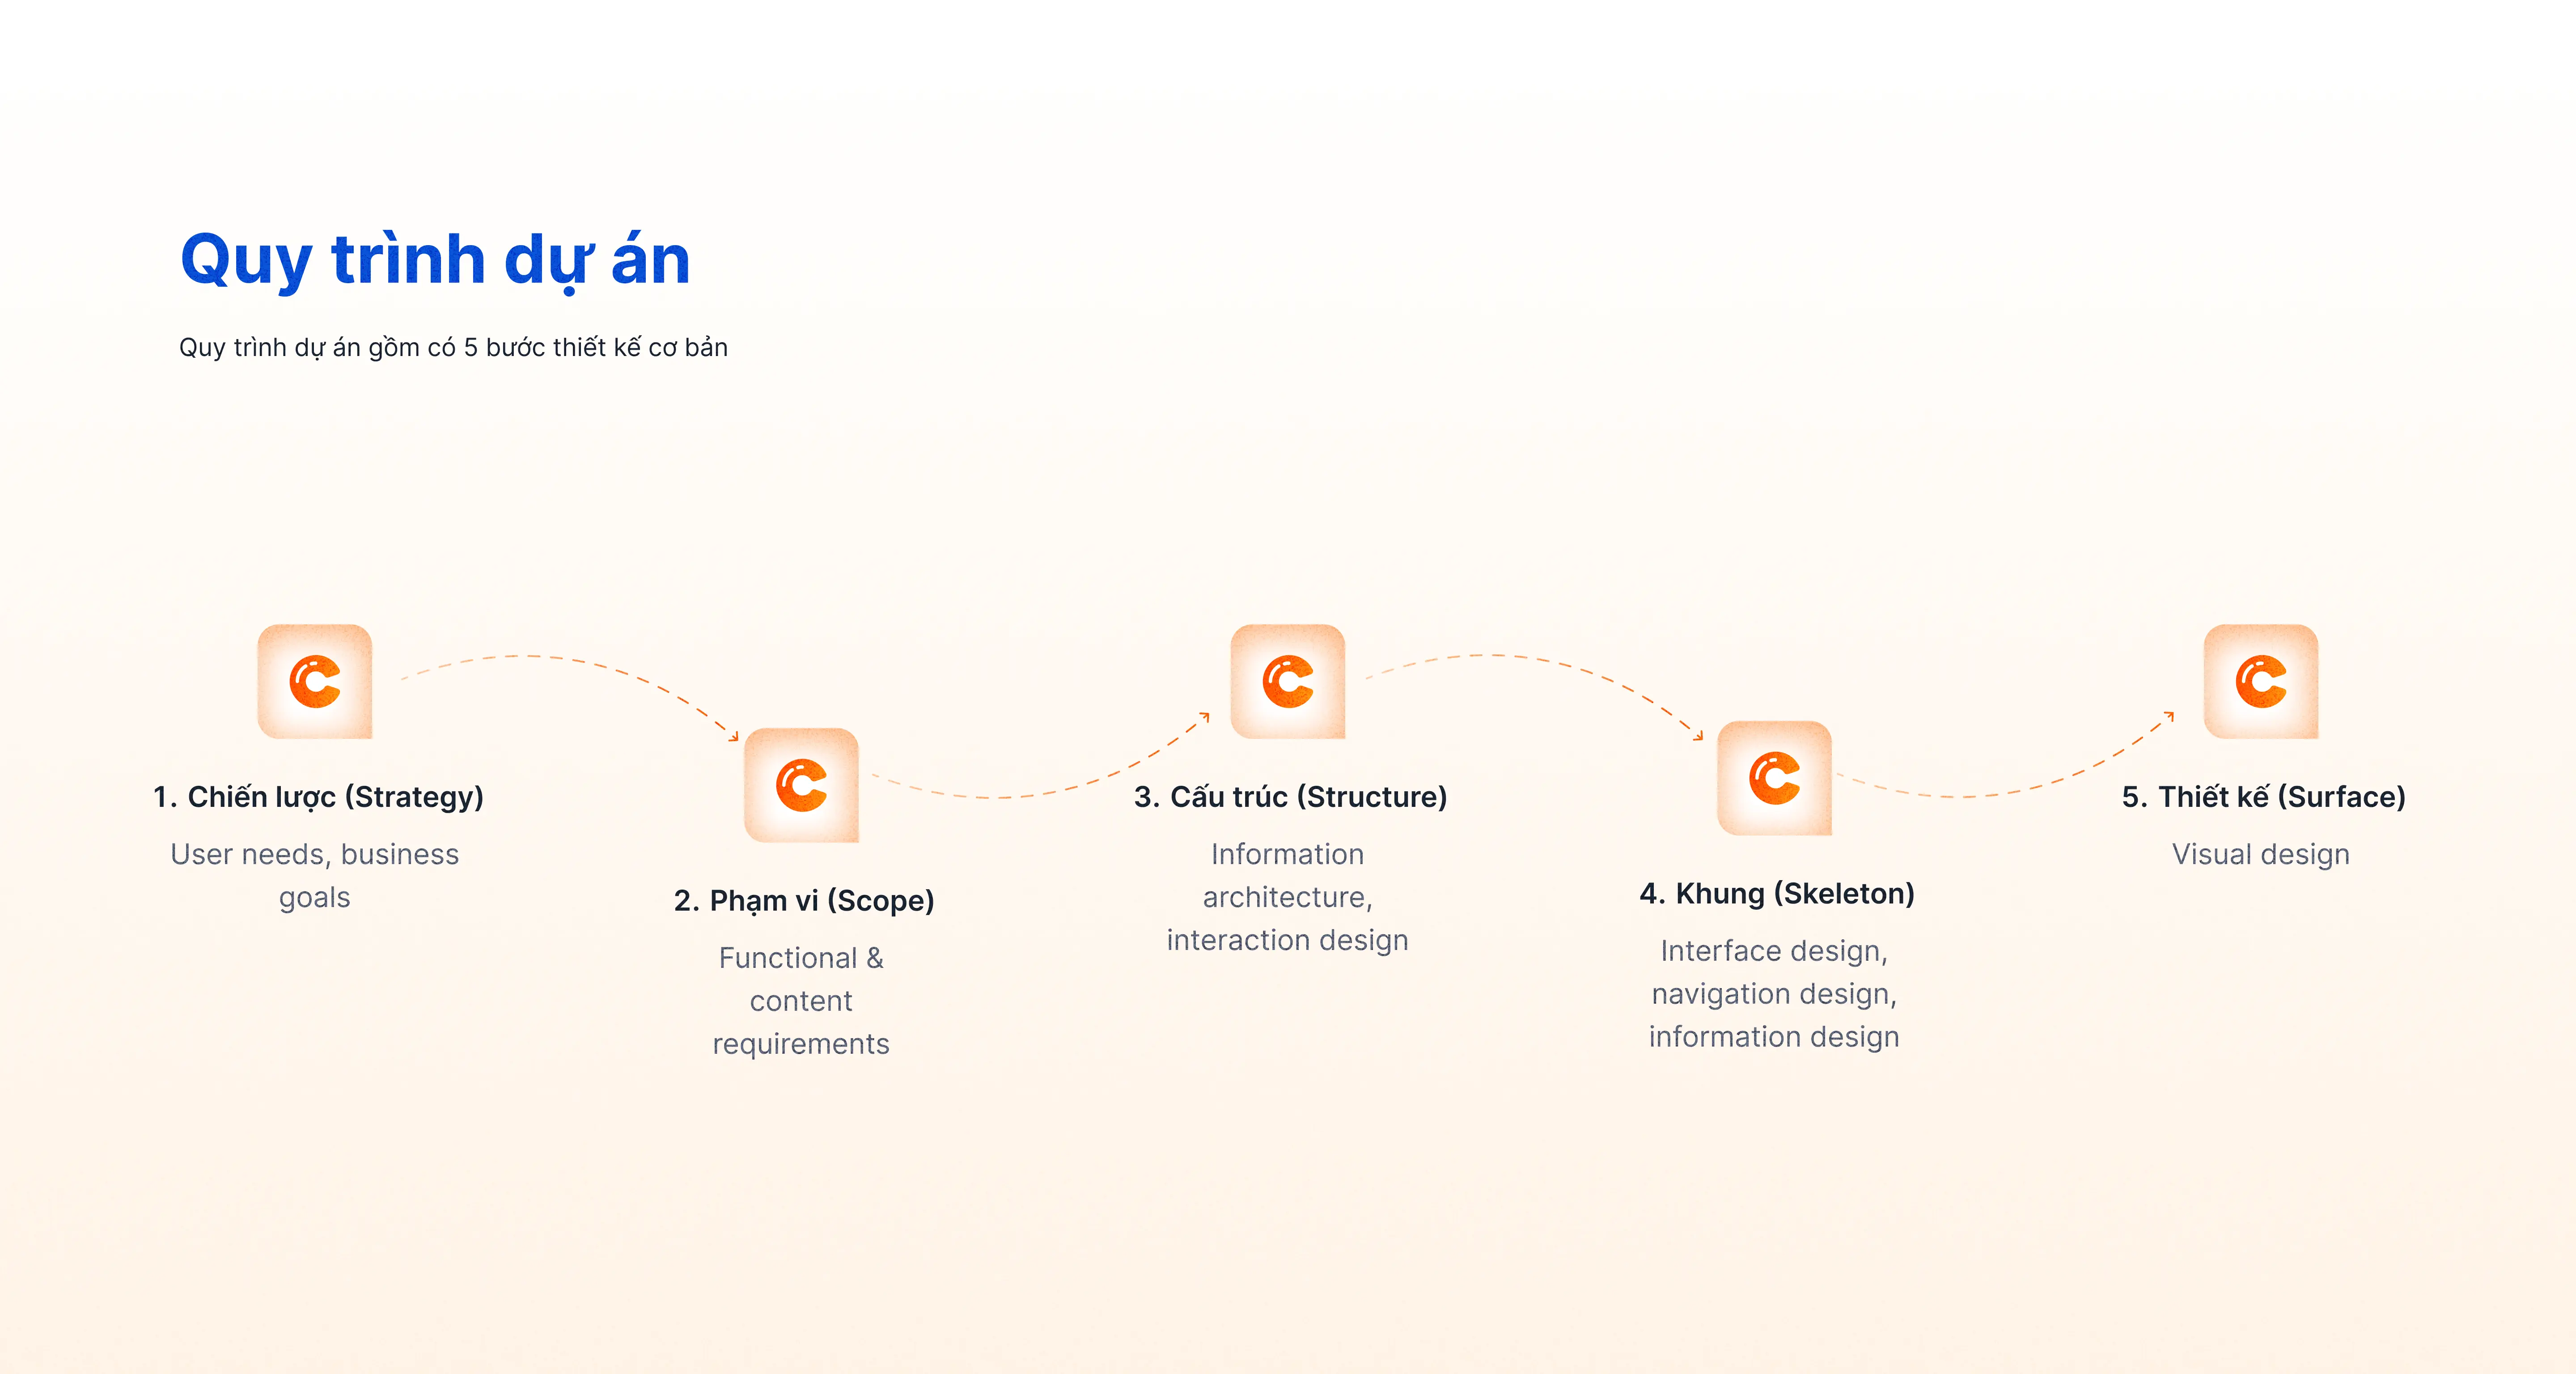 Quy trình dự án
Quy trình dự án gồm có 5 bước thiết kế cơ bản
1. Chiến lược (Strategy)
User needs, business
goals
2. Phạm vi (Scope)
Functional &
content
requirements
3. Cấu trúc (Structure)
Information
architecture,
interaction design
4. Khung (Skeleton)
Interface design,
navigation design,
information design
5. Thiết kế (Surface)
Visual design